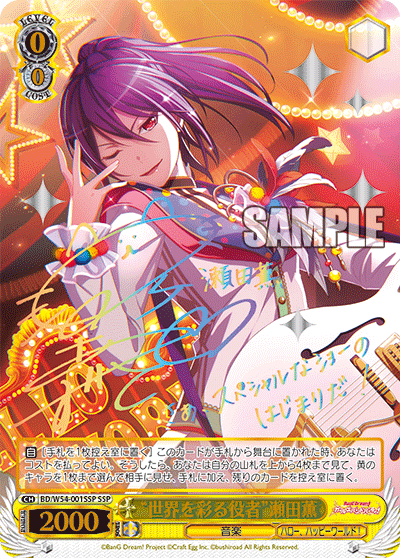 LEVEL
0
0
COST
SAMPLE
瀬田薫
さぁ…スペシャルなショーの
はじまりだ!
自【手札を1枚控え室に置く】このカードが手札から舞台に置かれた時、あなたは
コストを払ってよい。そうしたら、あなたは自分の山札を上から4枚まで見て、黄の
キャラを1枚まで選んで相手に見せ、手札に加え、残りのカードを控え室に置く。
CH BD/W54-001SSP SSP
2000
“世界を彩る役者”瀬田薫
音楽
ハロー、ハッピーワールド!
©BanG Dream! Project ©Craft Egg Inc. ©bushiroad All Rights Reserved.